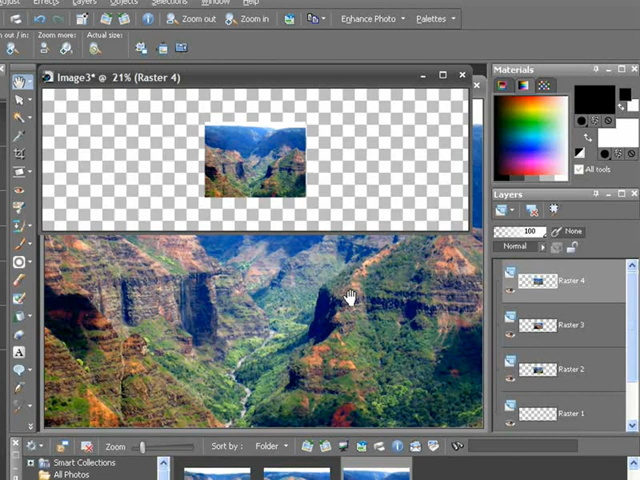 Adjust Effects Layers Objects Selections Window Help
Zoom out Zoom in Enhance Photo Palettes
out / in: Zoom more: Actual size:
Image3* @ 21% (Raster 4)
Materials
All tools
Layers
100 None
Normal
Raster 4
Raster 3
Raster 2
Raster 1
A
Zoom Sort by: Folder
Smart Collections
All Photos